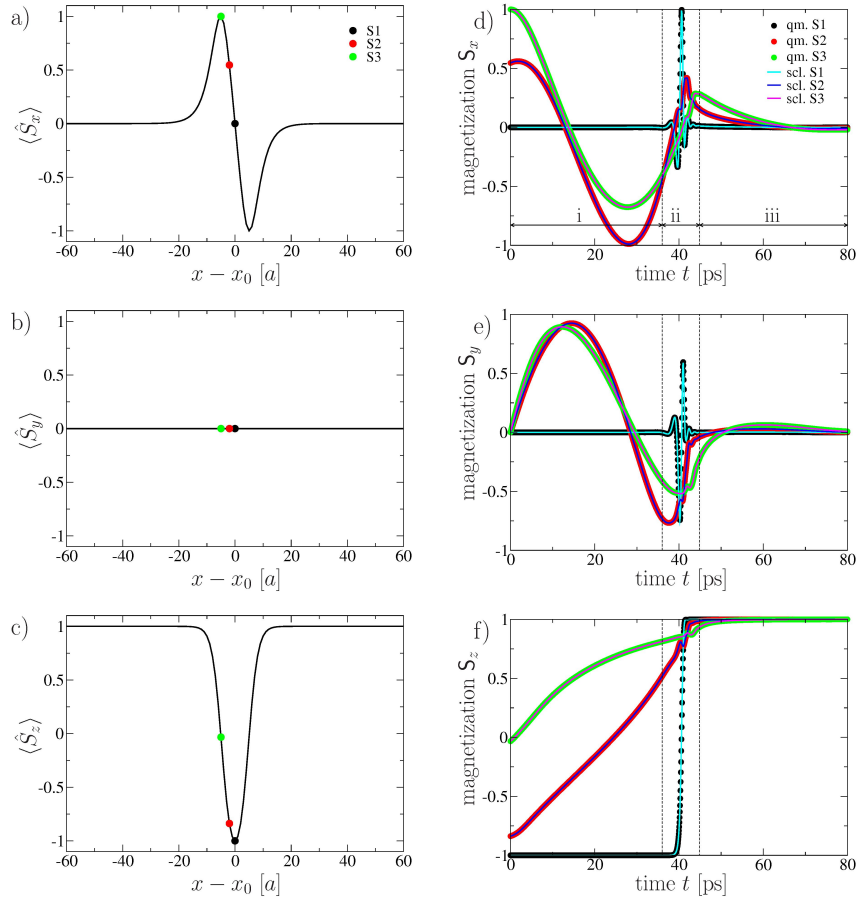 a)
⟨Ŝx⟩
1
0.5
0
-0.5
-1
-60 -40 -20 0 20 40 60
x − x0 [a]
S1
S2
S3
b)
⟨Ŝy⟩
1
0.5
0
-0.5
-1
-60 -40 -20 0 20 40 60
x − x0 [a]
c)
⟨Ŝz⟩
1
0.5
0
-0.5
-1
-60 -40 -20 0 20 40 60
x − x0 [a]
d)
magnetization Sx
1
0.5
0
-0.5
-1
0 20 40 60 80
time t [ps]
qm. S1
qm. S2
qm. S3
scl. S1
scl. S2
scl. S3
i ii iii
e)
magnetization Sy
1
0.5
0
-0.5
-1
0 20 40 60 80
time t [ps]
f)
magnetization Sz
1
0.5
0
-0.5
-1
0 20 40 60 80
time t [ps]